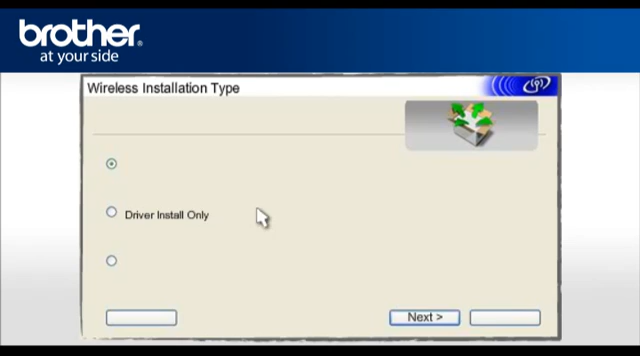 brother
at your side
Wireless Installation Type
Driver Install Only
Next >